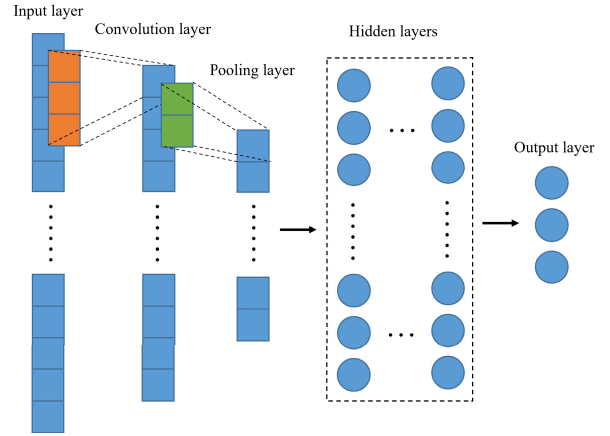 Input layer
Convolution layer
Pooling layer
Hidden layers
Output layer